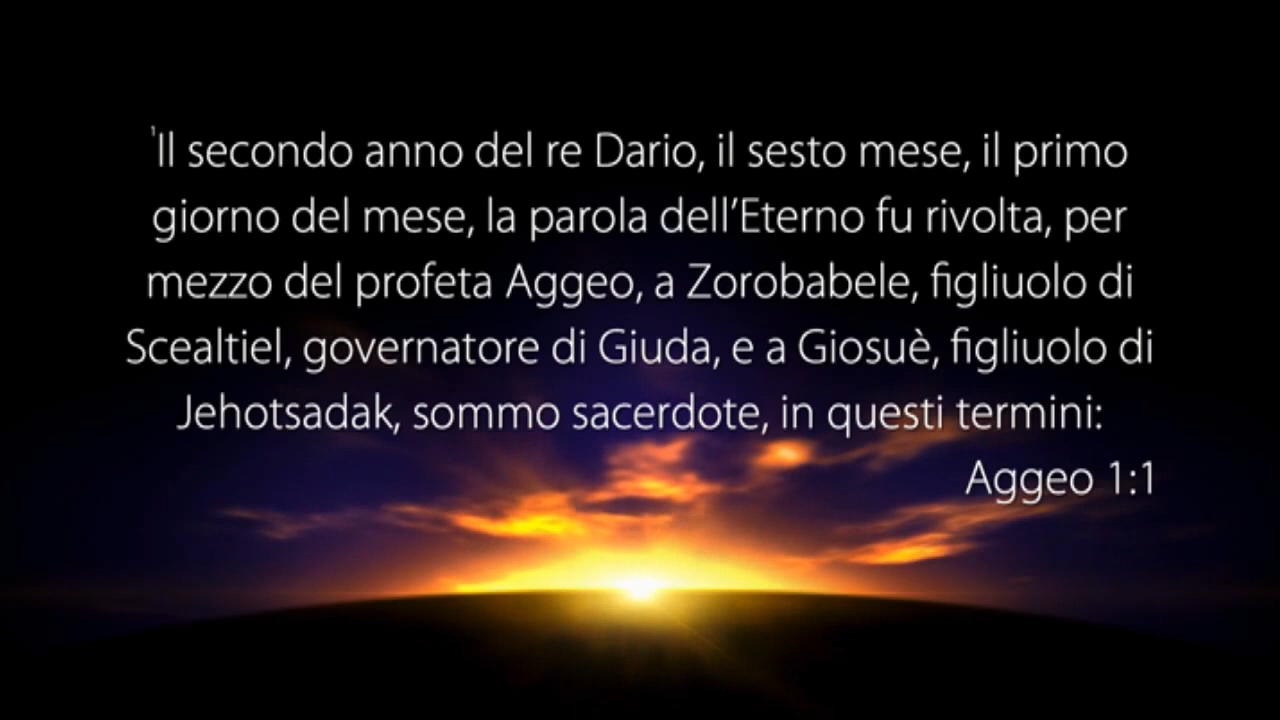 ¹Il secondo anno del re Dario, il sesto mese, il primo
giorno del mese, la parola dell’Eterno fu rivolta, per
mezzo del profeta Aggeo, a Zorobabele, figliuolo di
Scealtiel, governatore di Giuda, e a Giosuè, figliuolo di
Jehotsadak, sommo sacerdote, in questi termini:
Aggeo 1:1